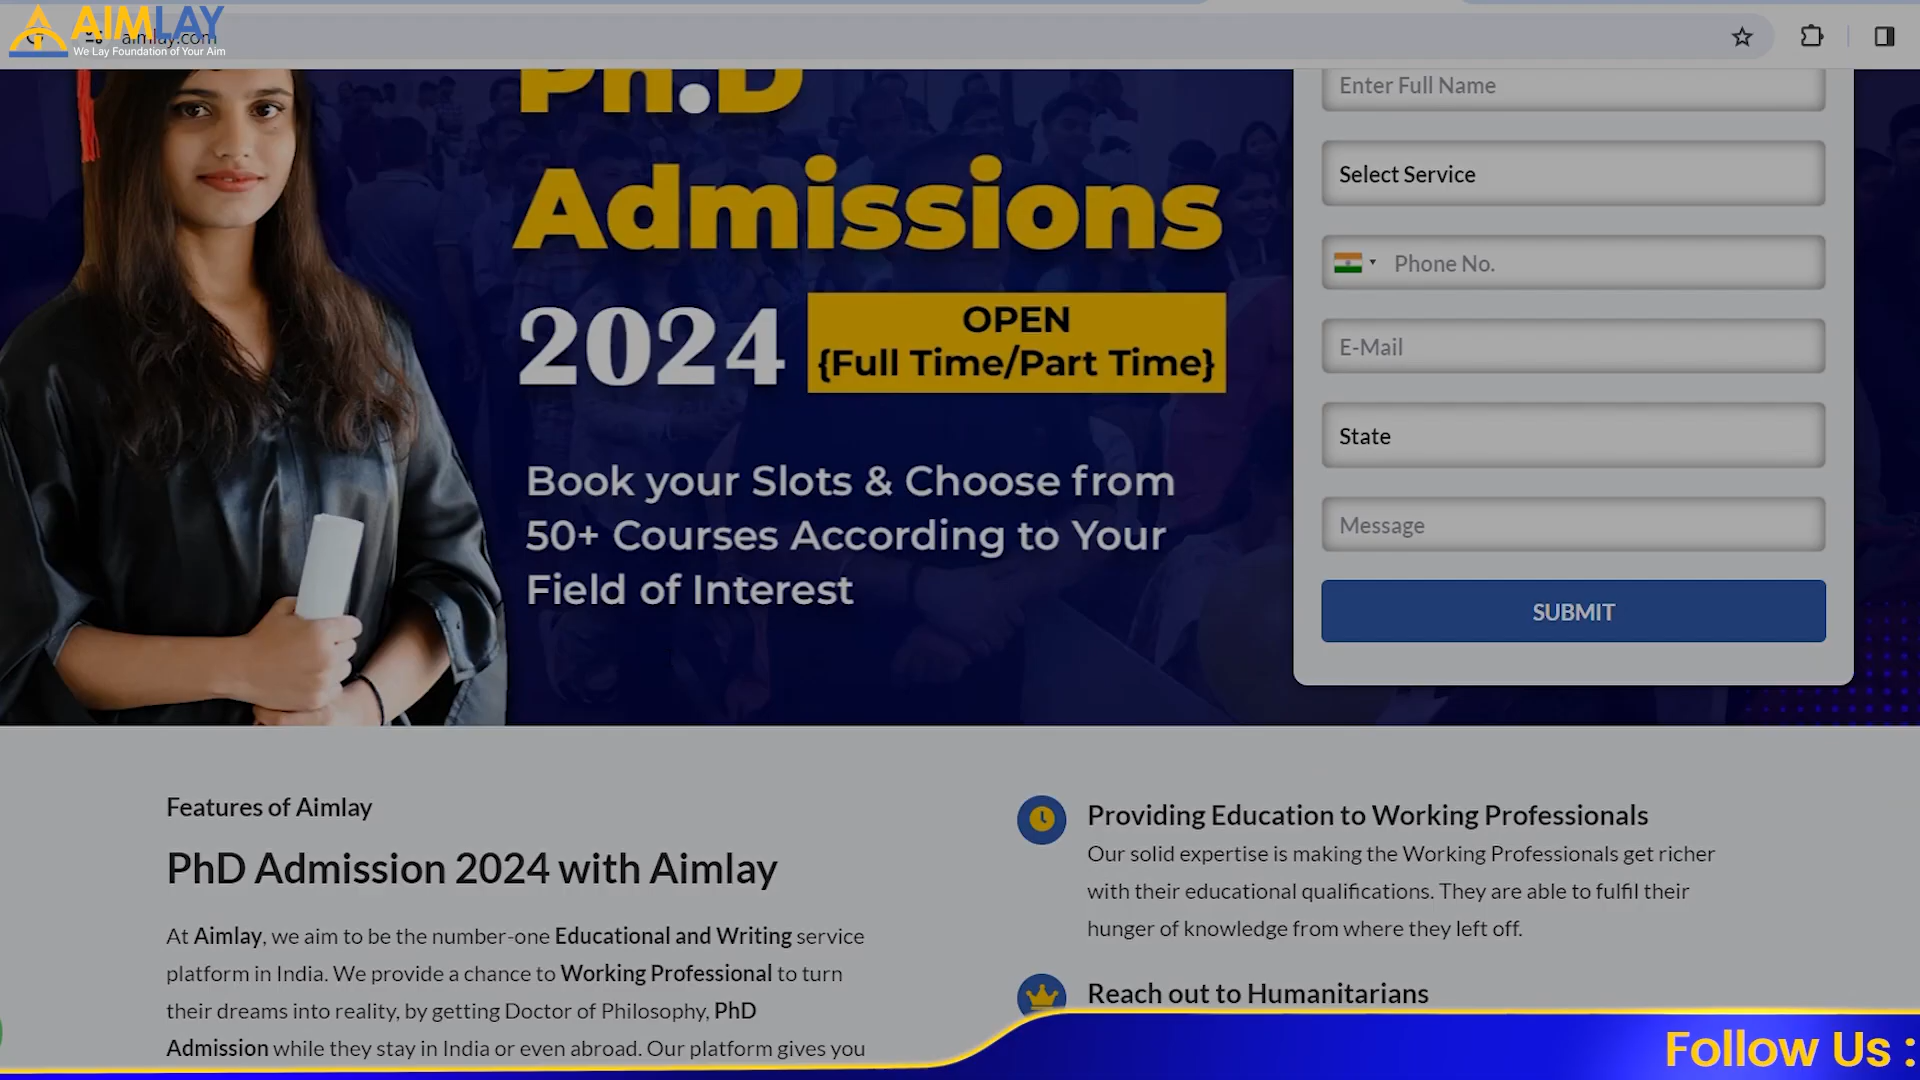 AIMLAY
We Lay Foundation of Your Aim
aimlay.com
Ph.D
Admissions
2024
OPEN
{Full Time/Part Time}
Book your Slots & Choose from
50+ Courses According to Your
Field of Interest
Enter Full Name
Select Service
Phone No.
E-Mail
State
Message
SUBMIT
Features of Aimlay
PhD Admission 2024 with Aimlay
At Aimlay, we aim to be the number-one Educational and Writing service
platform in India. We provide a chance to Working Professional to turn
their dreams into reality, by getting Doctor of Philosophy, PhD
Admission while they stay in India or even abroad. Our platform gives you
Providing Education to Working Professionals
Our solid expertise is making the Working Professionals get richer
with their educational qualifications. They are able to fulfil their
hunger of knowledge from where they left off.
Reach out to Humanitarians
Follow Us :